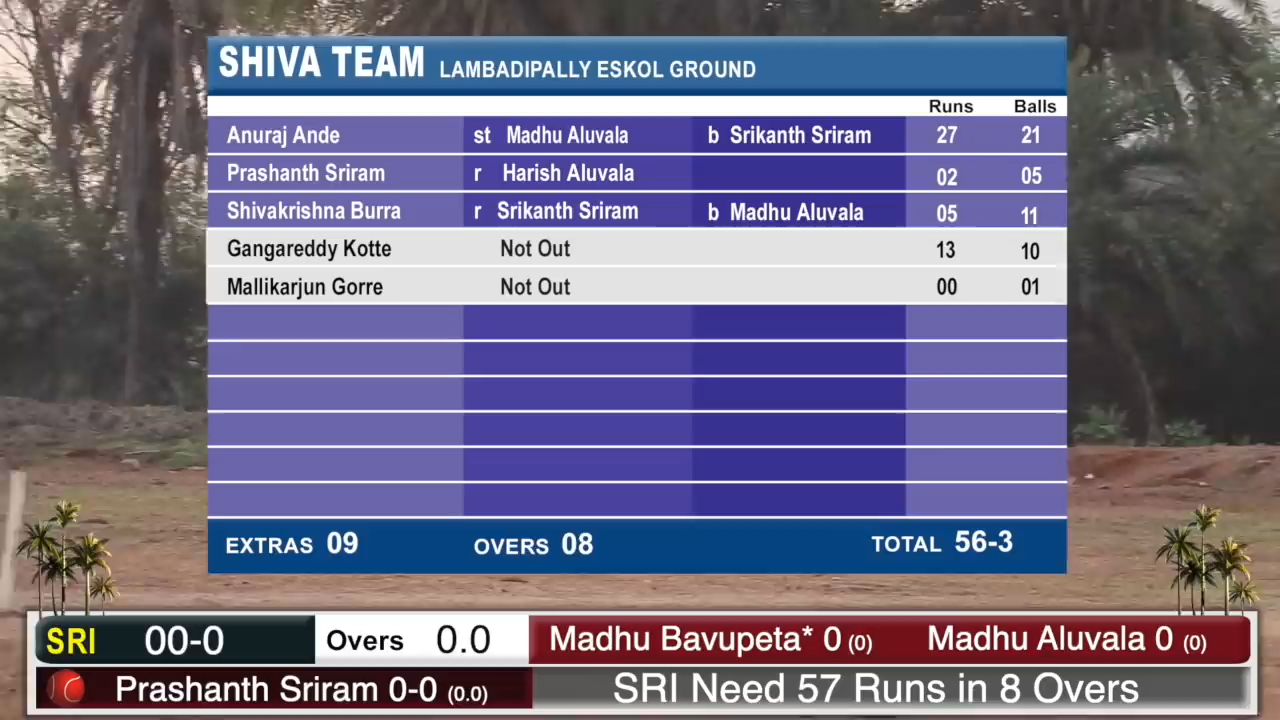 SHIVA TEAM LAMBADIPALLY ESKOL GROUND
Runs Balls
Anuraj Ande st Madhu Aluvala b Srikanth Sriram 27 21
Prashanth Sriram r Harish Aluvala 02 05
Shivakrishna Burra r Srikanth Sriram b Madhu Aluvala 05 11
Gangareddy Kotte Not Out 13 10
Mallikarjun Gorre Not Out 00 01
EXTRAS 09 OVERS 08 TOTAL 56-3
SRI 00-0 Overs 0.0 Madhu Bavupeta* 0 (0) Madhu Aluvala 0 (0)
Prashanth Sriram 0-0 (0.0) SRI Need 57 Runs in 8 Overs